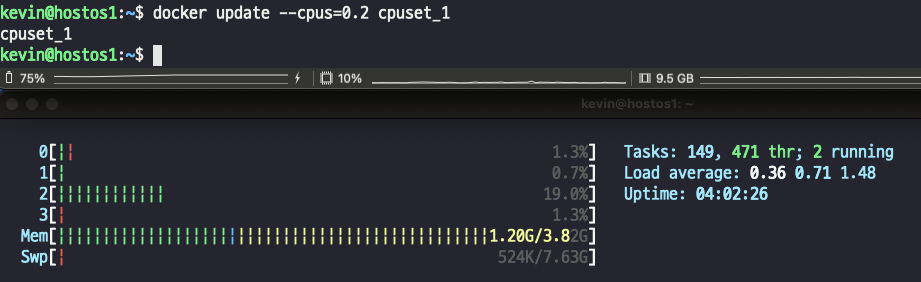 kevin@hostos1:~$ docker update --cpus=0.2 cpuset_1
cpuset_1
kevin@hostos1:~$
75% 10% 9.5 GB
kevin@hostos1: ~
0[ 1.3%] Tasks: 149, 471 thr; 2 running
1[ 0.7%] Load average: 0.36 0.71 1.48
2[ 19.0%] Uptime: 04:02:26
3[ 1.3%]
Mem[ 1.20G/3.82G]
Swp[ 524K/7.63G]